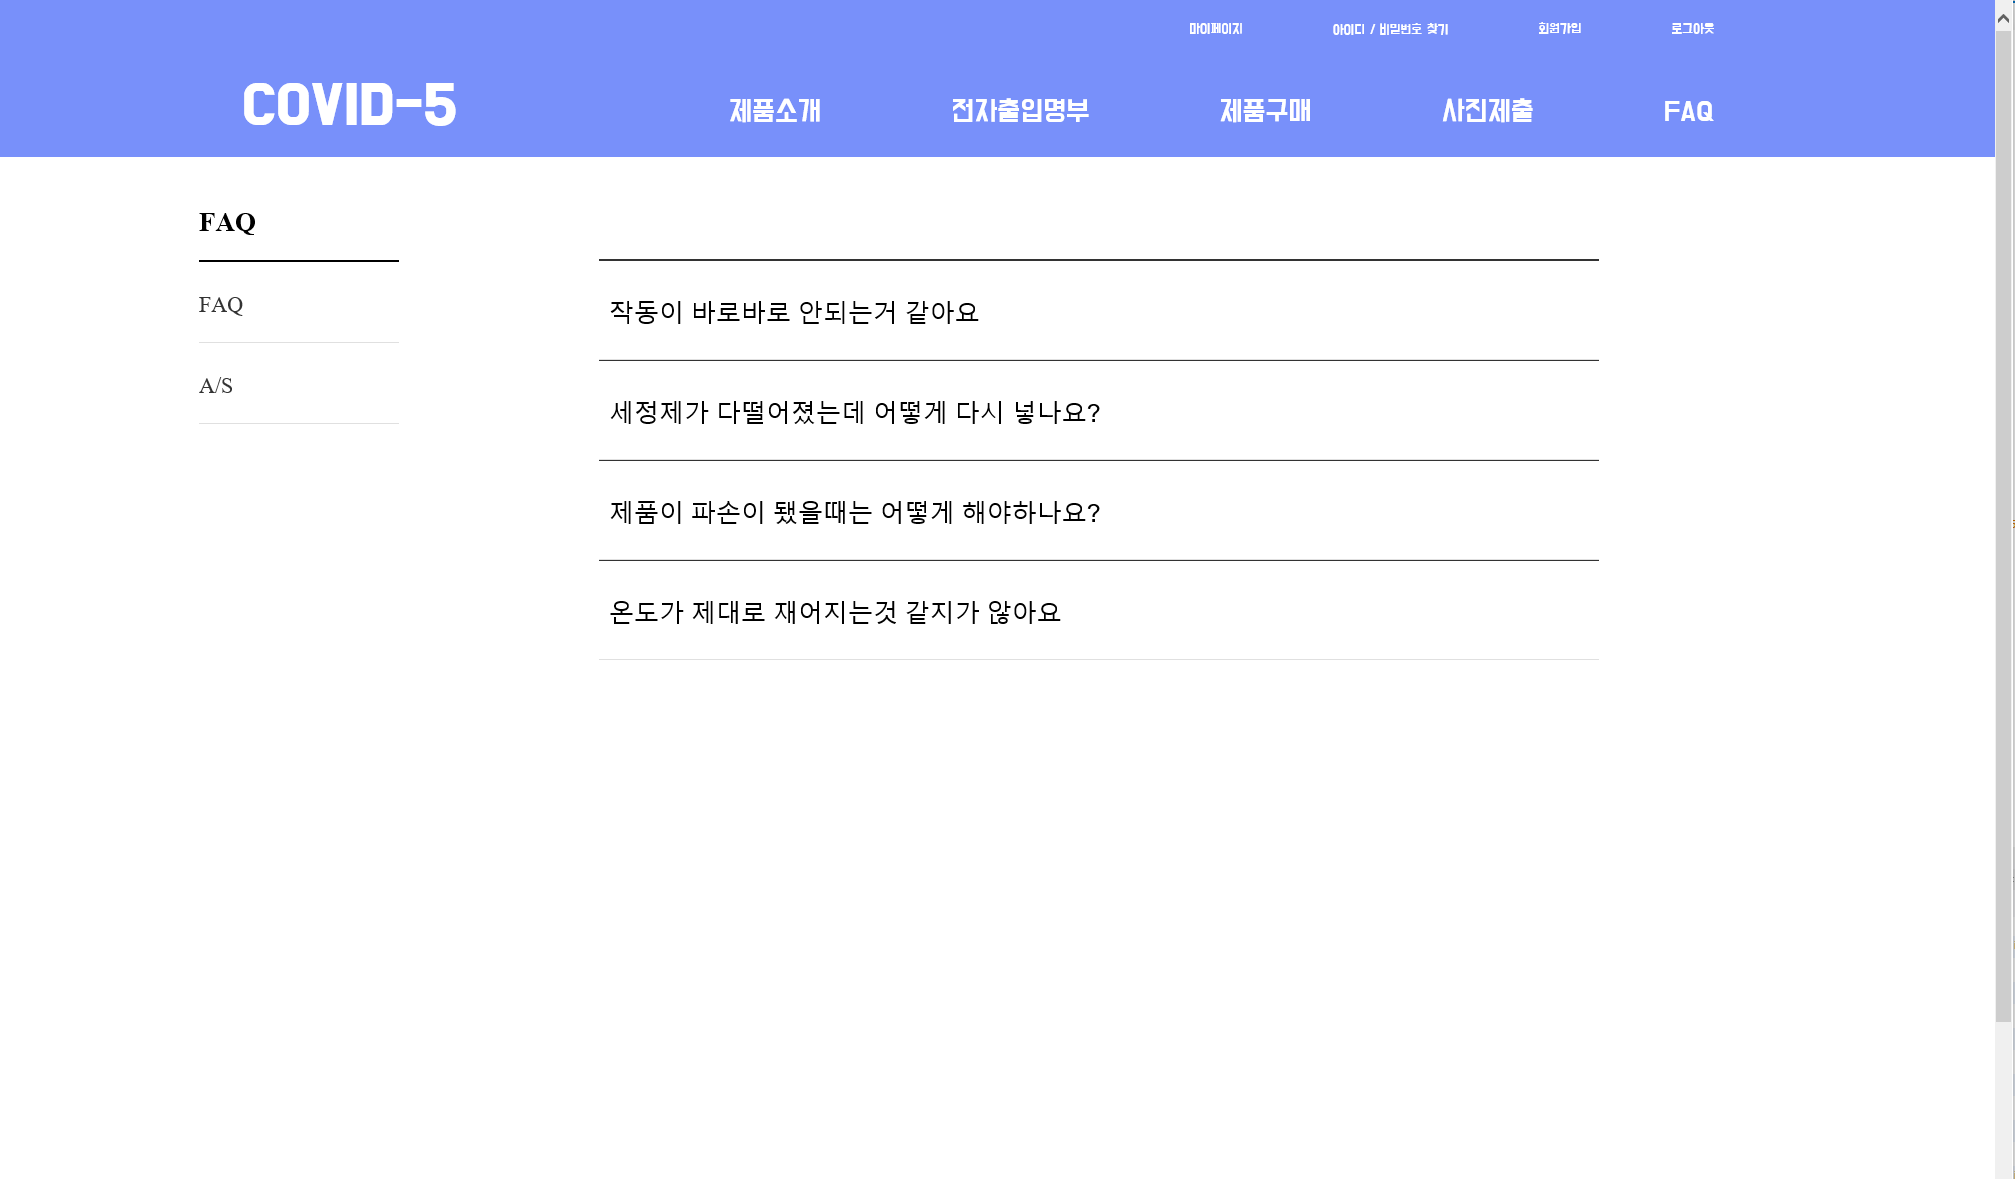 마이페이지 아이디 / 비밀번호 찾기 회원가입 로그아웃
COVID-5 제품소개 전자출입명부 제품구매 사진제출 FAQ
FAQ
FAQ
A/S
작동이 바로바로 안되는거 같아요
세정제가 다떨어졌는데 어떻게 다시 넣나요?
제품이 파손이 됐을때는 어떻게 해야하나요?
온도가 제대로 재어지는것 같지가 않아요